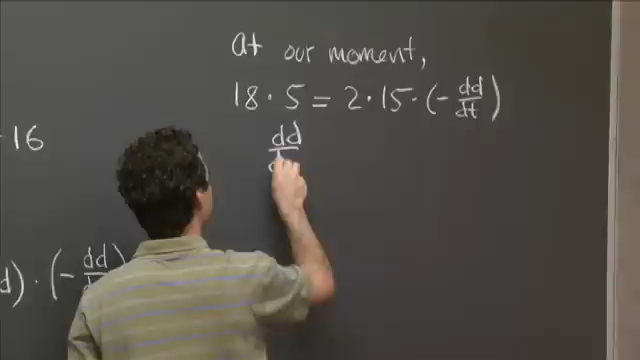 At our moment,
18 · 5 = 2 · 15 · (- dd/dt)
dd
16
d) · (- dd